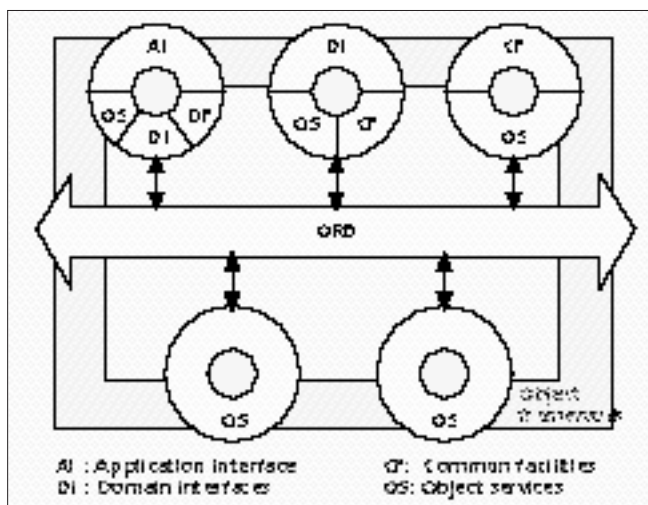 AI
DI
CF
OS
DF
DI
OS
CF
OS
ORB
OS
OS
Object
AI : Application interface
CF: Common facilities
DI : Domain interfaces
OS: Object services